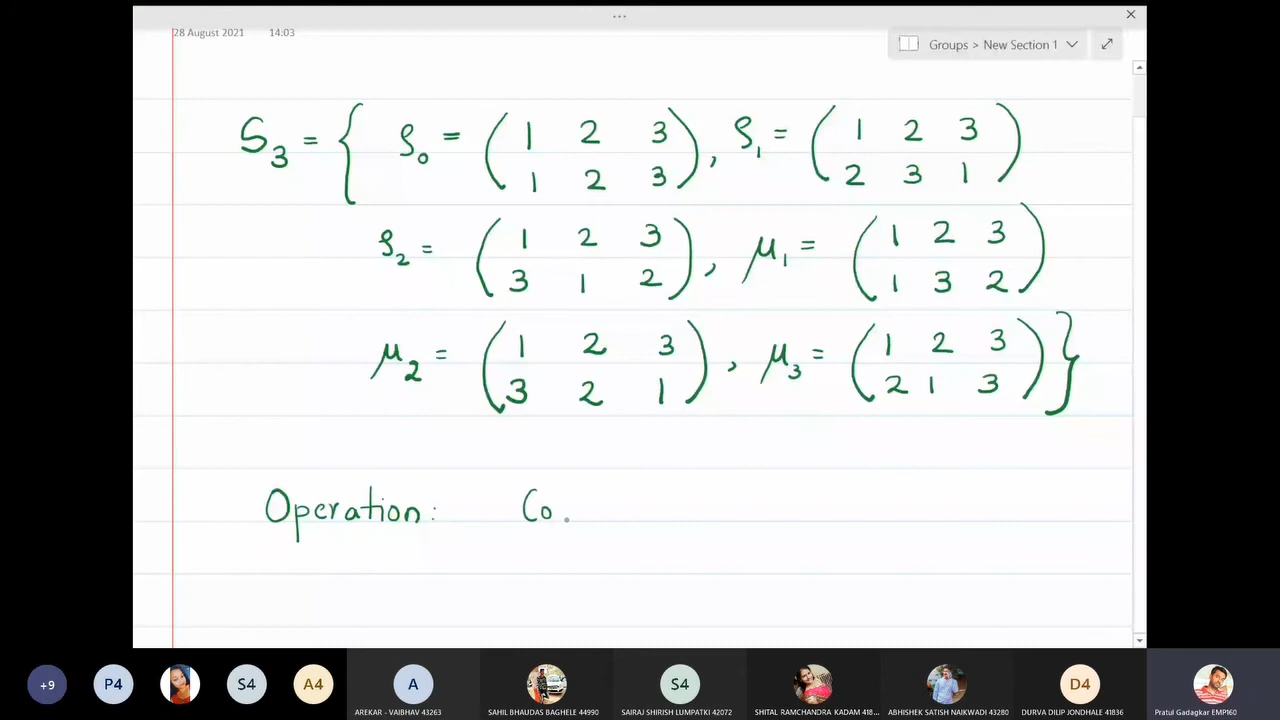 28 August 2021 14:03
Groups > New Section 1
S₃ = { ρ₀ = ( 1 2 3 ), ρ₁ = ( 1 2 3 )
( 1 2 3 ) ( 2 3 1 )
ρ₂ = ( 1 2 3 ), μ₁ = ( 1 2 3 )
( 3 1 2 ) ( 1 3 2 )
μ₂ = ( 1 2 3 ), μ₃ = ( 1 2 3 ) }
( 3 2 1 ) ( 2 1 3 )
Operation: Co
+9 P4 S4 A4 A S4 D4
AREKAR - VAIBHAV 43263 SAHIL BHAUDAS BAGHELE 44990 SAIRAJ SHIRISH LUMPATKI 42072 SHITAL RAMCHANDRA KADAM 418... ABHISHEK SATISH NAIKWADI 43280 DURVA DILIP JONDHALE 41836 Pratul Gadagkar EMP160